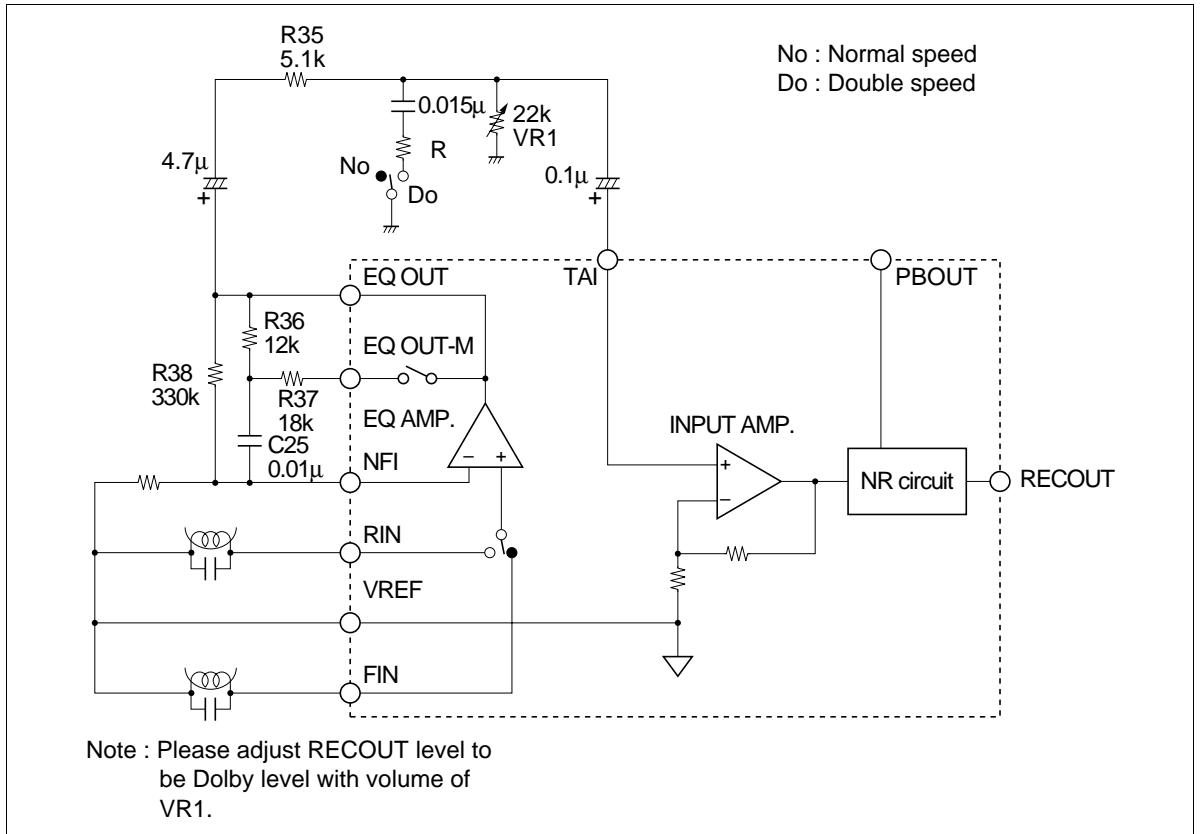 R35
5.1k
No : Normal speed
Do : Double speed
0.015μ
22k
VR1
R
4.7μ
No
Do
0.1μ
+
+
EQ OUT
TAI
PBOUT
R36
12k
EQ OUT-M
R38
330k
R37
18k
EQ AMP.
C25
0.01μ
INPUT AMP.
NFI
− +
+
−
NR circuit
RECOUT
RIN
VREF
FIN
Note : Please adjust RECOUT level to
be Dolby level with volume of
VR1.